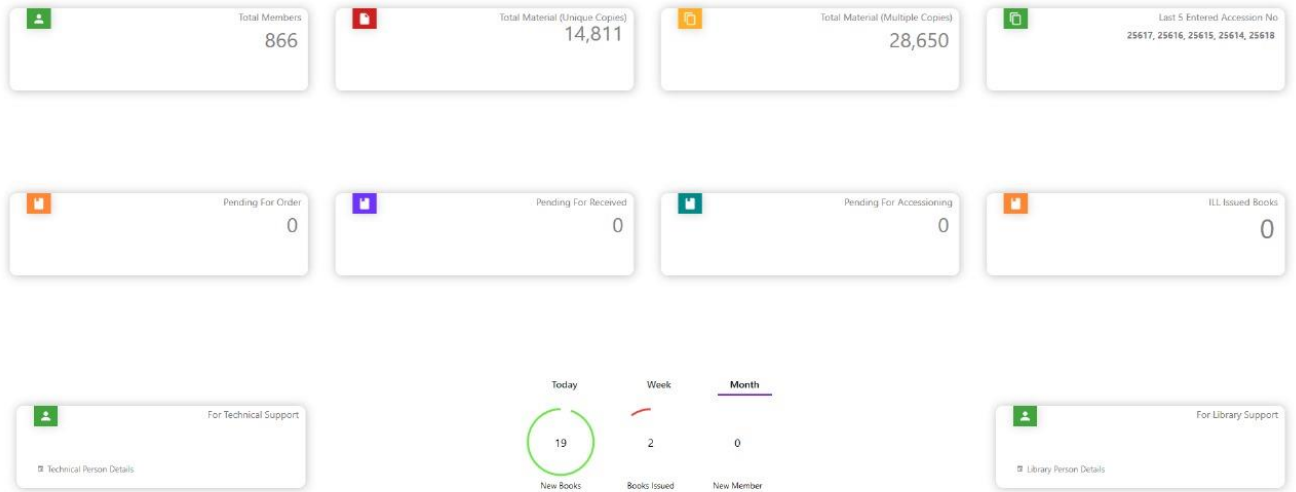 Total Members
866
Total Material (Unique Copies)
14,811
Total Material (Multiple Copies)
28,650
Last 5 Entered Accession No
25617, 25616, 25615, 25614, 25618
Pending For Order
0
Pending For Received
0
Pending For Accessioning
0
ILL Issued Books
0
For Technical Support
Technical Person Details
Today Week Month
19 2 0
New Books Books Issued New Member
For Library Support
Library Person Details